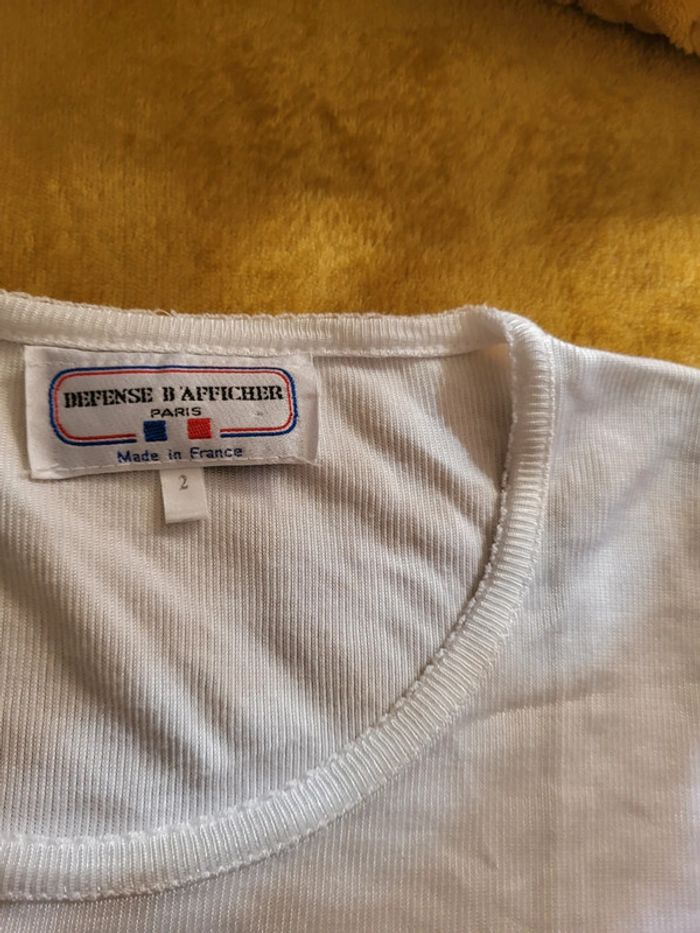 DEFENSE D'AFFICHER
PARIS
Made in France
2